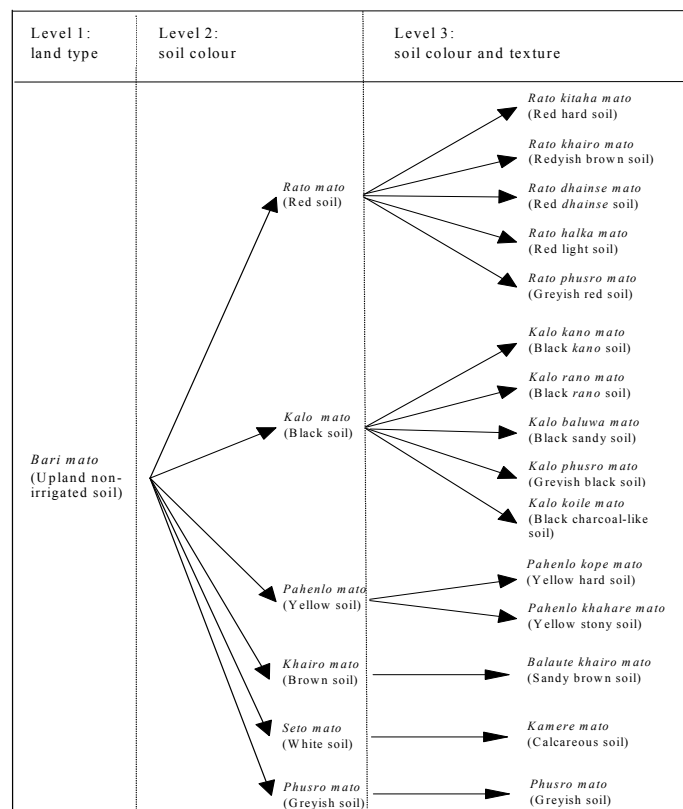 Level 1:
land type
Level 2:
soil colour
Level 3:
soil colour and texture
Bari mato
(Upland non-
irrigated soil)
Rato mato
(Red soil)
Kalo mato
(Black soil)
Pahenlo mato
(Yellow soil)
Khairo mato
(Brown soil)
Seto mato
(White soil)
Phusro mato
(Greyish soil)
Rato kitaha mato
(Red hard soil)
Rato khairo mato
(Redyish brown soil)
Rato dhainse mato
(Red dhainse soil)
Rato halka mato
(Red light soil)
Rato phusro mato
(Greyish red soil)
Kalo kano mato
(Black kano soil)
Kalo rano mato
(Black rano soil)
Kalo baluwa mato
(Black sandy soil)
Kalo phusro mato
(Greyish black soil)
Kalo koile mato
(Black charcoal-like
soil)
Pahenlo kope mato
(Yellow hard soil)
Pahenlo khahare mato
(Yellow stony soil)
Balaute khairo mato
(Sandy brown soil)
Kamere mato
(Calcareous soil)
Phusro mato
(Greyish soil)